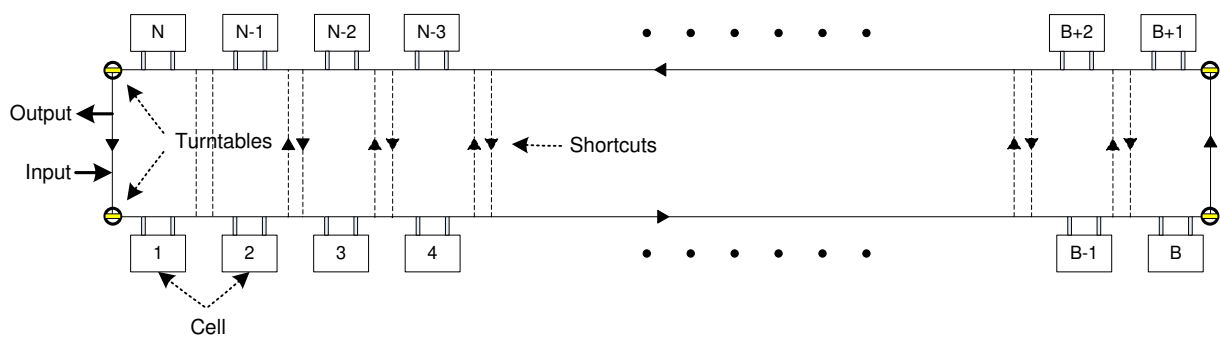 N N-1 N-2 N-3 B+2 B+1
Output
Turntables
Shortcuts
Input
1 2 3 4 B-1 B
Cell